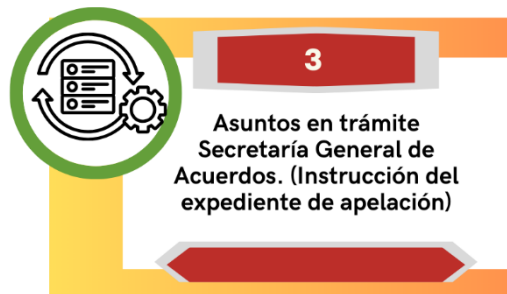 3
Asuntos en trámite
Secretaría General de
Acuerdos. (Instrucción del
expediente de apelación)